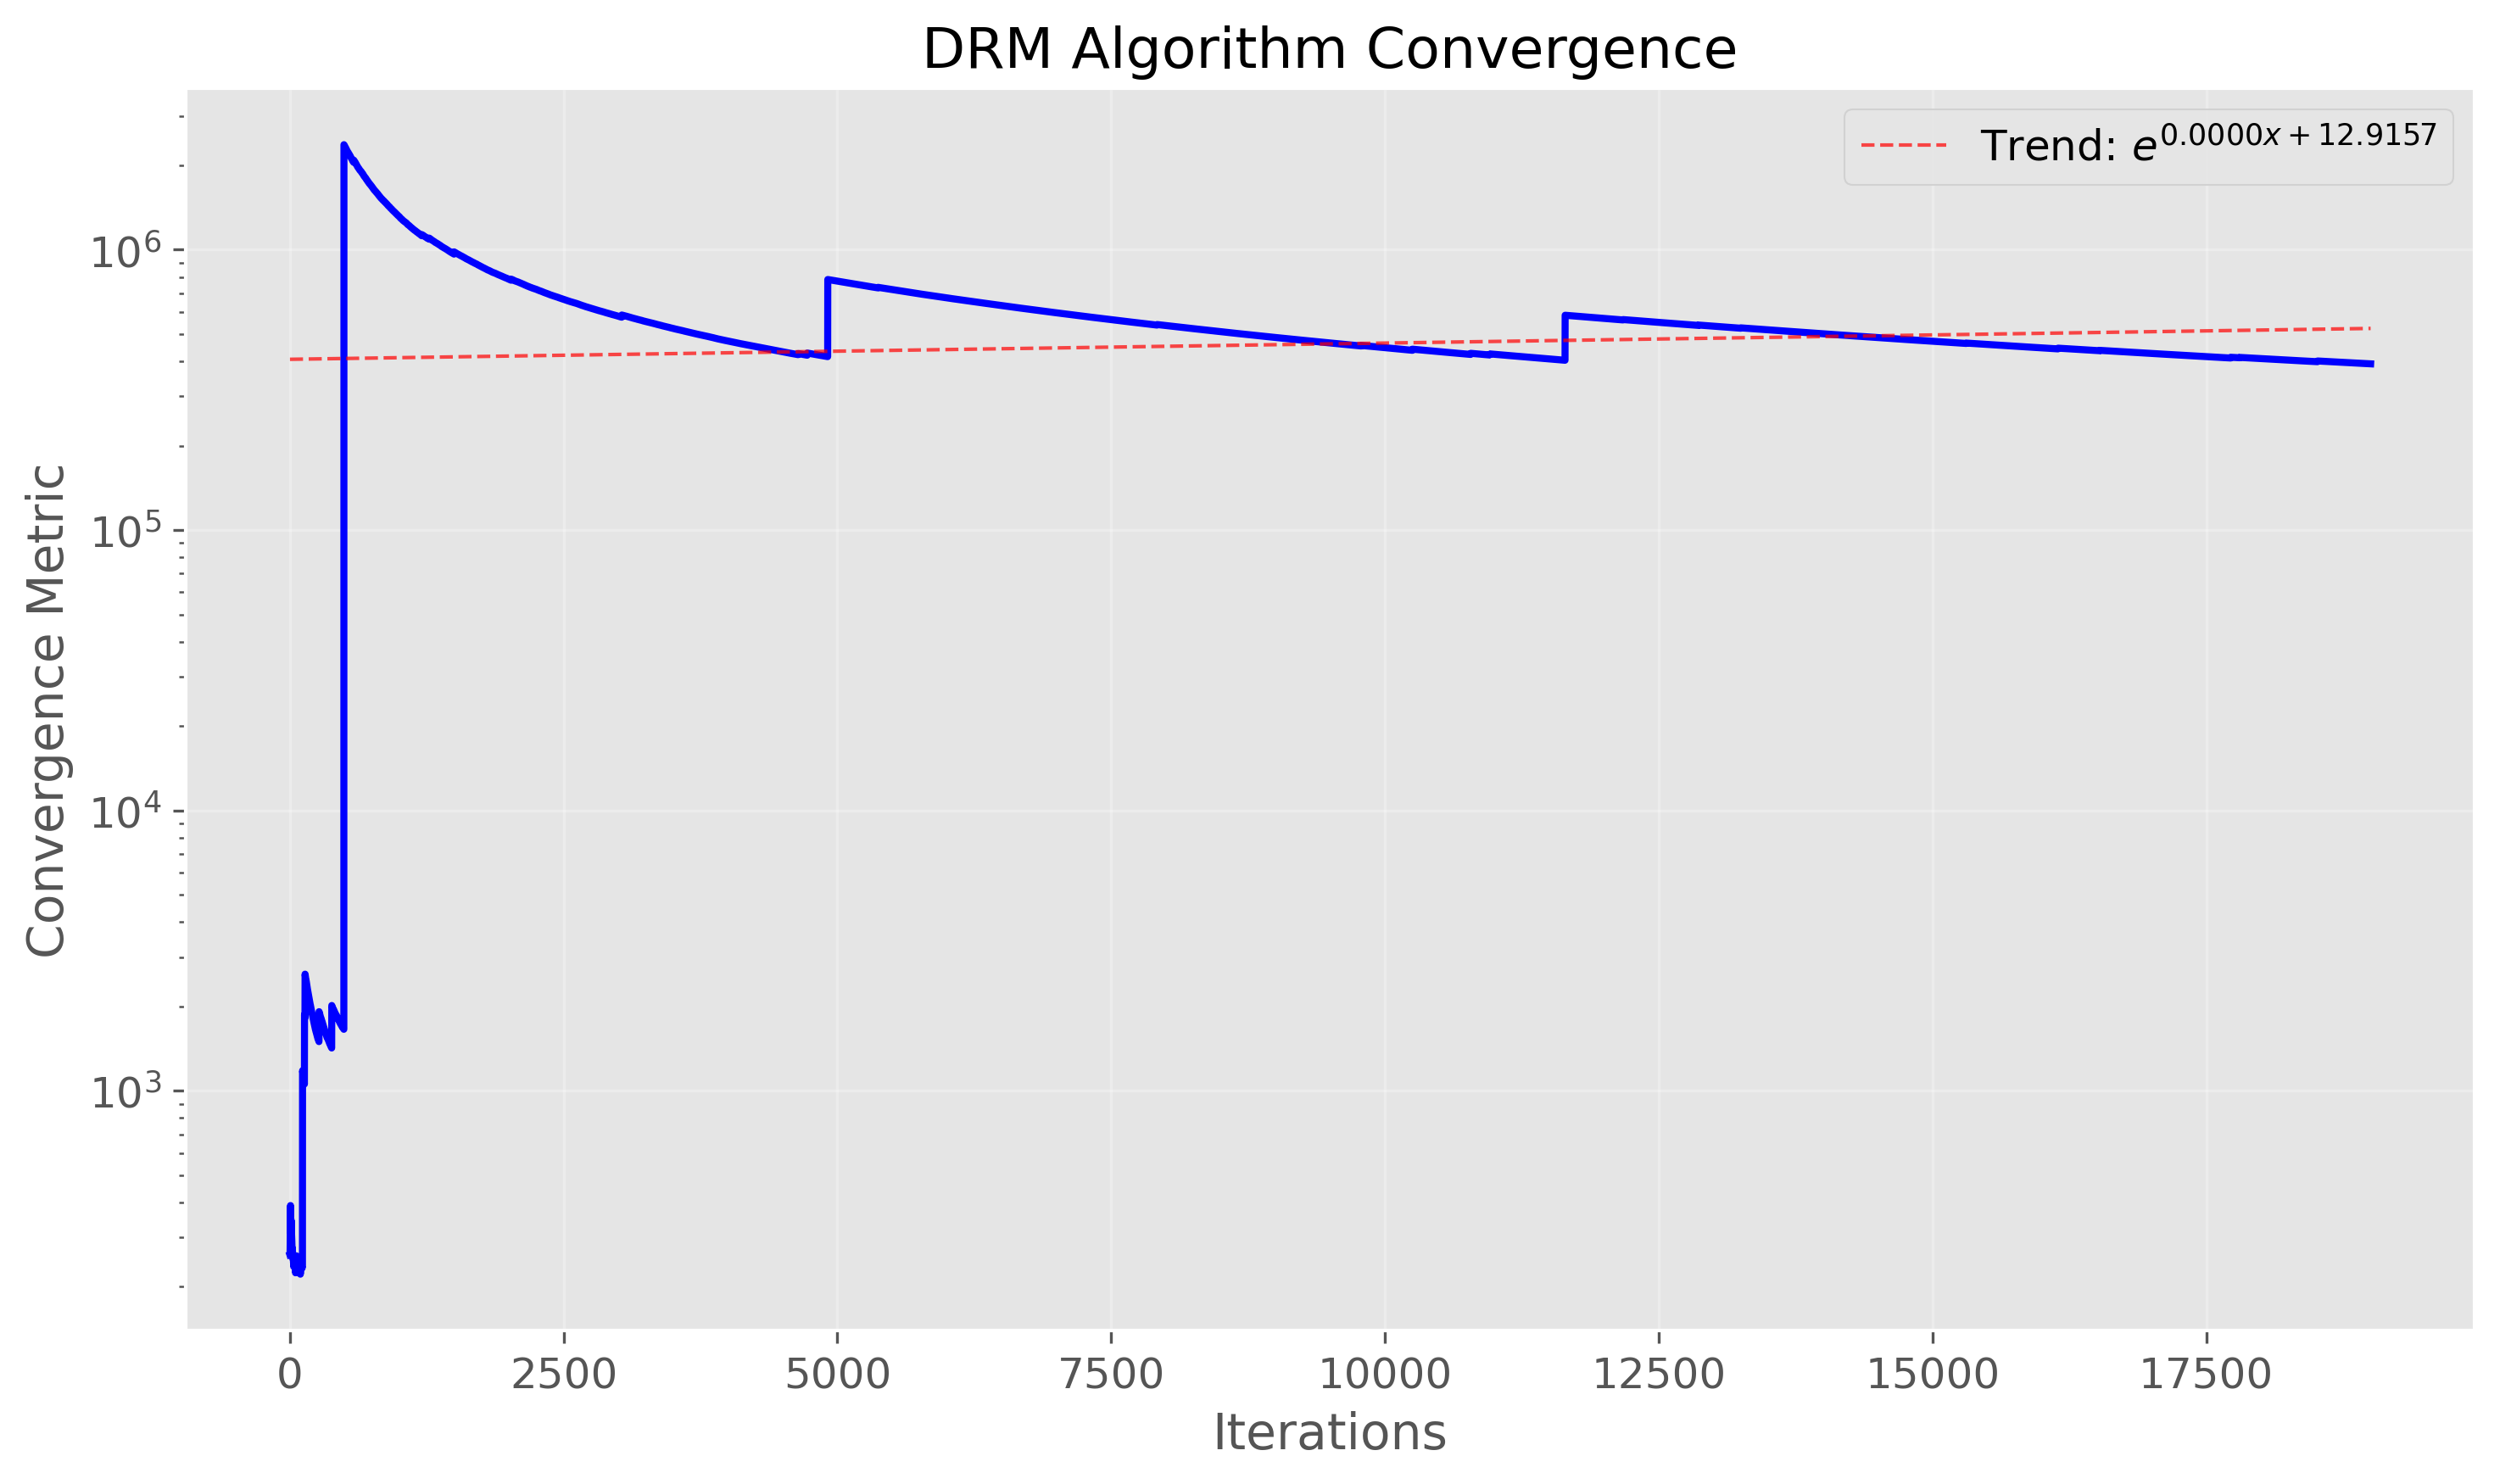 DRM Algorithm Convergence
Trend: e^{0.0000x + 12.9157}
Convergence Metric
10^6
10^5
10^4
10^3
0 2500 5000 7500 10000 12500 15000 17500
Iterations